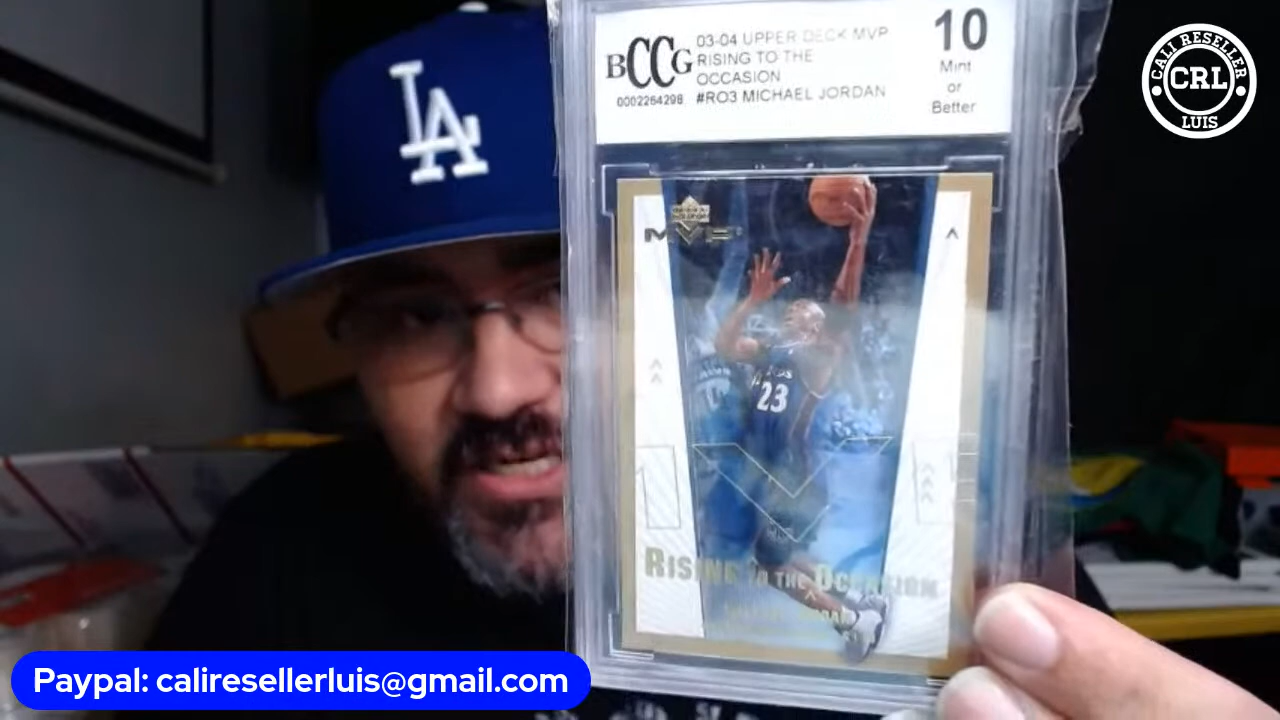 LA
BCCG
0002264298
03-04 UPPER DECK MVP
RISING TO THE
OCCASION
#RO3 MICHAEL JORDAN
10
Mint
or
Better
CALI RESELLER
CRL
LUIS
MVP
23
RISING TO THE OCCASION
Paypal: caliresellerluis@gmail.com